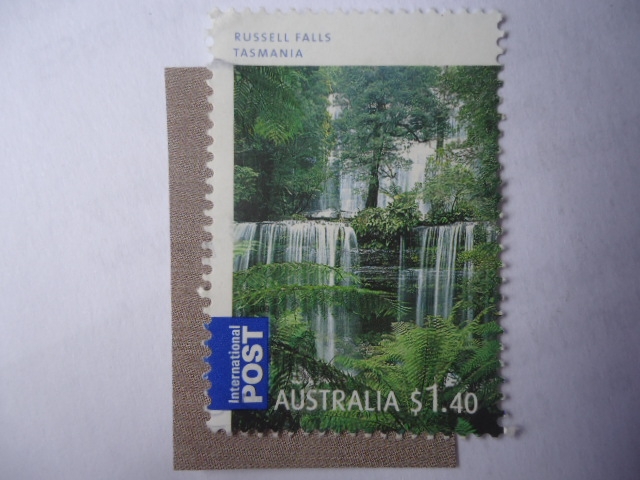 RUSSELL FALLS
TASMANIA
International
POST
AUSTRALIA $1.40